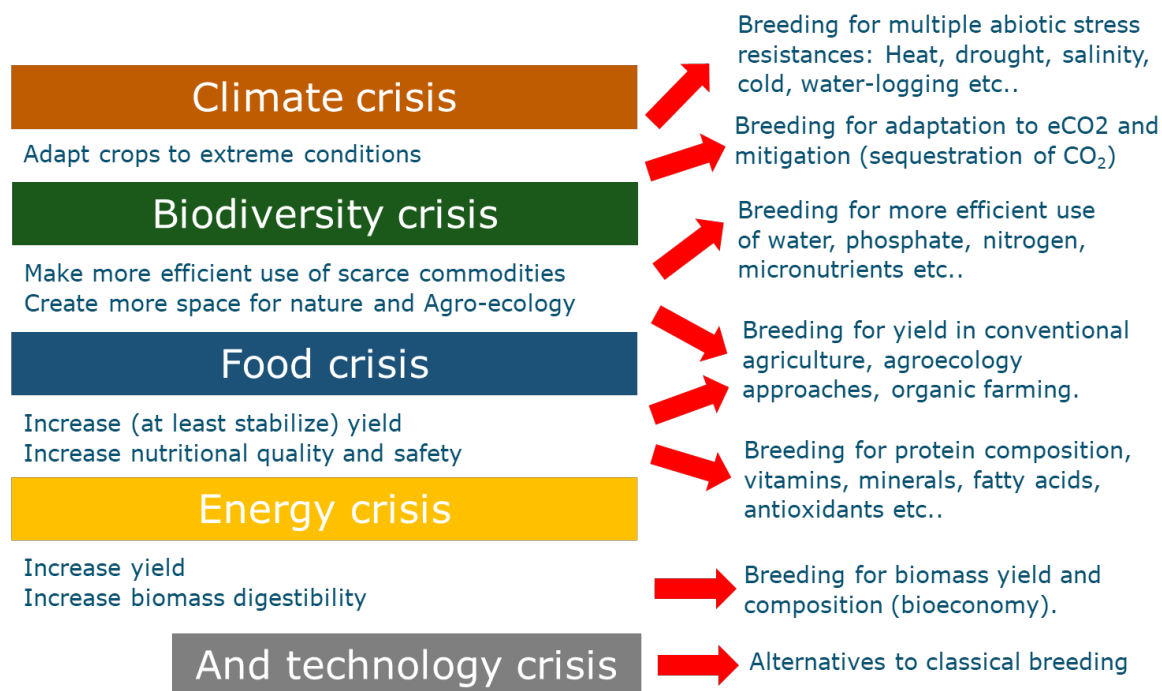 Climate crisis
Adapt crops to extreme conditions
Biodiversity crisis
Make more efficient use of scarce commodities
Create more space for nature and Agro-ecology
Food crisis
Increase (at least stabilize) yield
Increase nutritional quality and safety
Energy crisis
Increase yield
Increase biomass digestibility
And technology crisis
Breeding for multiple abiotic stress
resistances: Heat, drought, salinity,
cold, water-logging etc..
Breeding for adaptation to eCO2 and
mitigation (sequestration of CO₂)
Breeding for more efficient use
of water, phosphate, nitrogen,
micronutrients etc..
Breeding for yield in conventional
agriculture, agroecology
approaches, organic farming.
Breeding for protein composition,
vitamins, minerals, fatty acids,
antioxidants etc..
Breeding for biomass yield and
composition (bioeconomy).
Alternatives to classical breeding